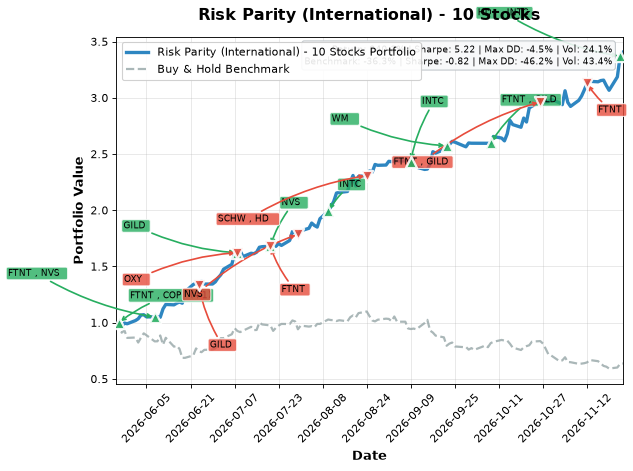 Risk Parity (International) - 10 Stocks
Sharpe: 5.22 | Max DD: -4.5% | Vol: 24.1%
Benchmark: -36.3% | Sharpe: -0.82 | Max DD: -46.2% | Vol: 43.4%
Risk Parity (International) - 10 Stocks Portfolio
Buy & Hold Benchmark
Portfolio Value
3.5
3.0
2.5
2.0
1.5
1.0
0.5
INTC
FTNT
FTNT
WM
FTNT , GILD
INTC
NVS
SCHW , HD
GILD
OXY
FTNT , NVS
FTNT , COP
NVS
FTNT
GILD
2026-06-05
2026-06-21
2026-07-07
2026-07-23
2026-08-08
2026-08-24
2026-09-09
2026-09-25
2026-10-11
2026-10-27
2026-11-12
Date